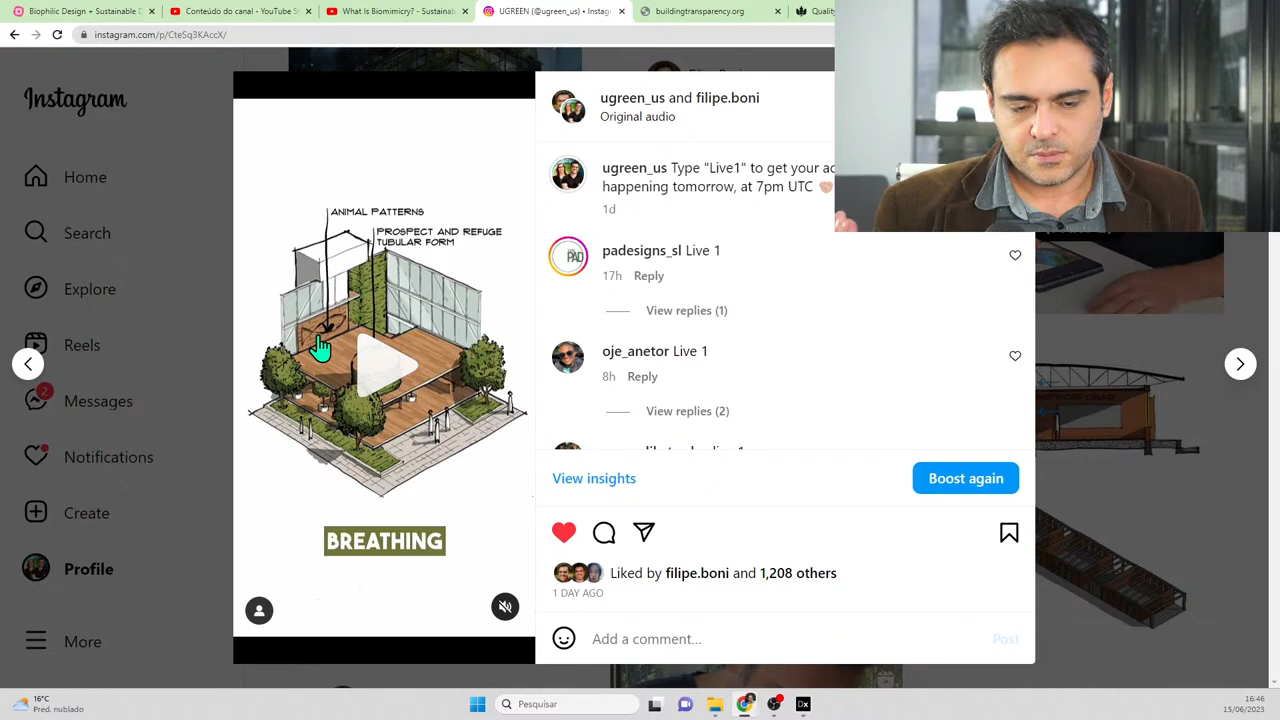 Biophilic Design + Sustainable D
Conteúdo do canal - YouTube St
What Is Biomimicry? - Sustainal
UGREEN (@ugreen_us) • Instag
buildingtransparency.org
Quality
instagram.com/p/CteSq3KAccX/
Instagram
Home
Search
Explore
Reels
2
Messages
Notifications
Create
Profile
More
ANIMAL PATTERNS
PROSPECT AND REFUGE
TUBULAR FORM
BREATHING
ugreen_us and filipe.boni
Original audio
ugreen_us Type "Live1" to get your ac
happening tomorrow, at 7pm UTC
1d
padesigns_sl Live 1
17h Reply
View replies (1)
oje_anetor Live 1
8h Reply
View replies (2)
View insights
Boost again
Liked by filipe.boni and 1,208 others
1 DAY AGO
Add a comment...
Post
16°C
Pred. nublado
Pesquisar
16:46
15/06/2023